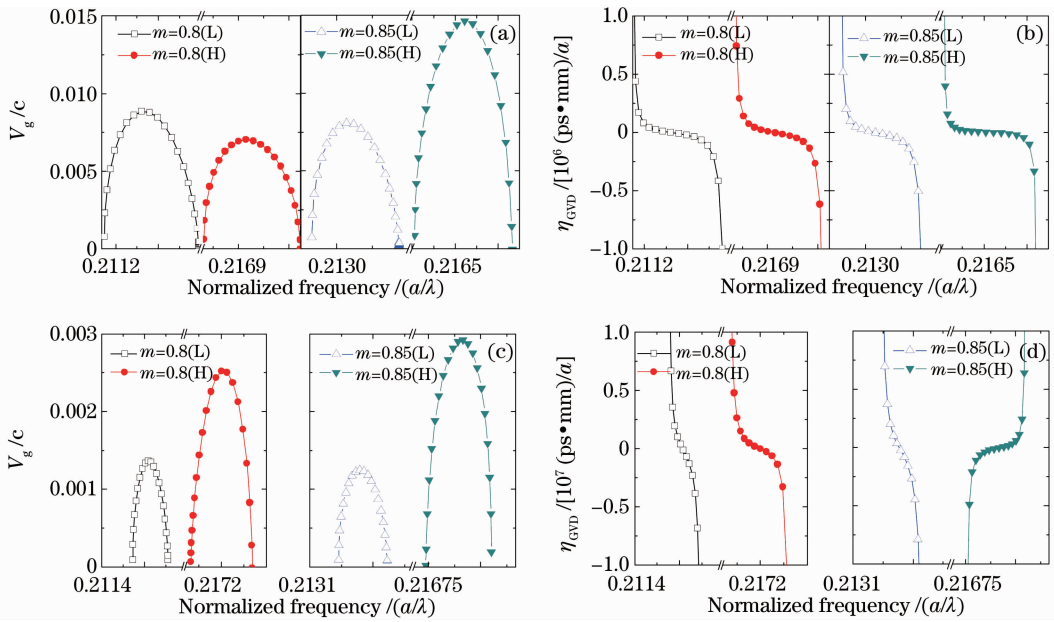 (a)
m=0.8(L)
m=0.8(H)
m=0.85(L)
m=0.85(H)
0.015
0.010
0.005
0
Vg/c
0.2112 0.2169 0.2130 0.2165
Normalized frequency /(a/λ)
(b)
m=0.8(L)
m=0.8(H)
m=0.85(L)
m=0.85(H)
1.0
0.5
0
−0.5
−1.0
ηGVD /[10⁶ (ps•mm)/a]
0.2112 0.2169 0.2130 0.2165
Normalized frequency /(a/λ)
(c)
m=0.8(L)
m=0.8(H)
m=0.85(L)
m=0.85(H)
0.003
0.002
0.001
0
Vg/c
0.2114 0.2172 0.2131 0.21675
Normalized frequency /(a/λ)
(d)
m=0.8(L)
m=0.8(H)
m=0.85(L)
m=0.85(H)
1.0
0.5
0
−0.5
−1.0
ηGVD /[10⁷ (ps•mm)/a]
0.2114 0.2172 0.2131 0.21675
Normalized frequency /(a/λ)